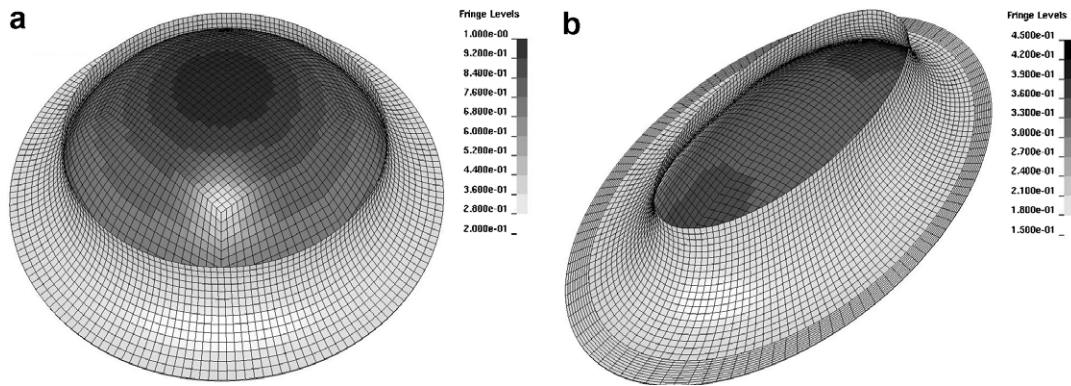 a
Fringe Levels
1.000e-00
9.200e-01
8.400e-01
7.600e-01
6.800e-01
6.000e-01
5.200e-01
4.400e-01
3.600e-01
2.800e-01
2.000e-01
b
Fringe Levels
4.500e-01
4.200e-01
3.900e-01
3.600e-01
3.300e-01
3.000e-01
2.700e-01
2.400e-01
2.100e-01
1.800e-01
1.500e-01